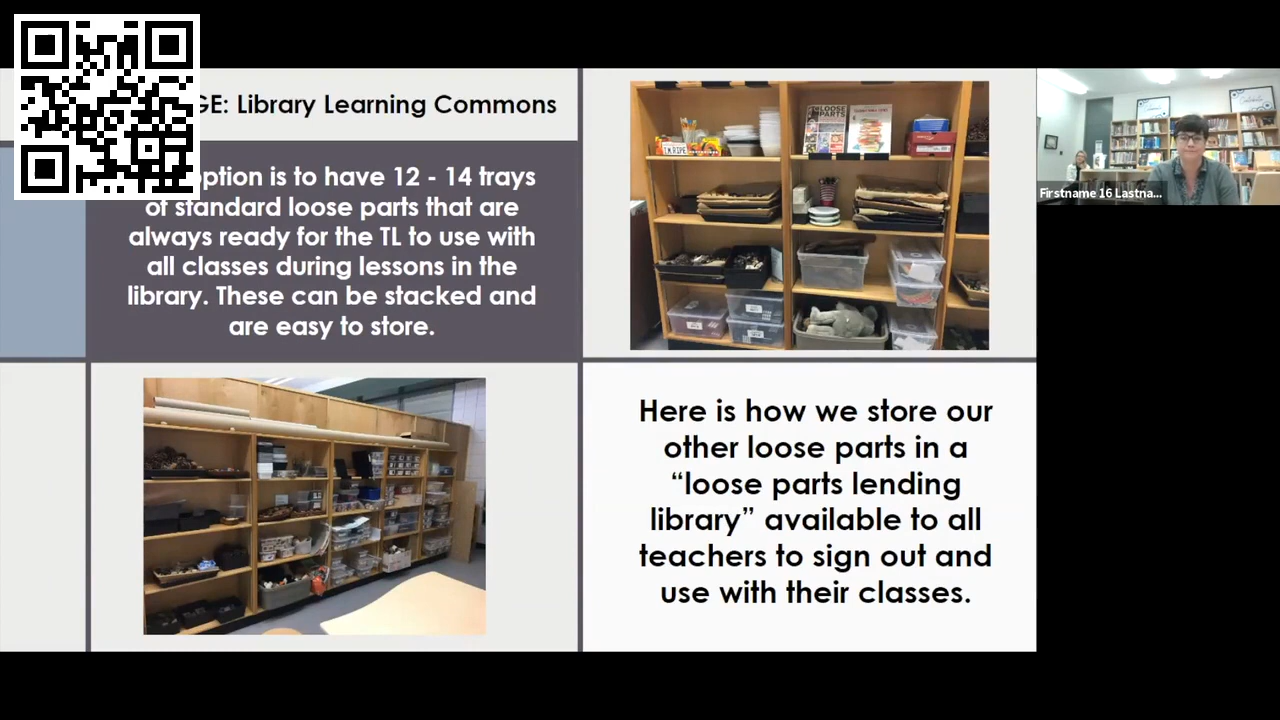 GE: Library Learning Commons
option is to have 12 - 14 trays
of standard loose parts that are
always ready for the TL to use with
all classes during lessons in the
library. These can be stacked and
are easy to store.
LOOSE
PARTS
I'M RIPE
Here is how we store our
other loose parts in a
“loose parts lending
library” available to all
teachers to sign out and
use with their classes.
Firstname 16 Lastna...